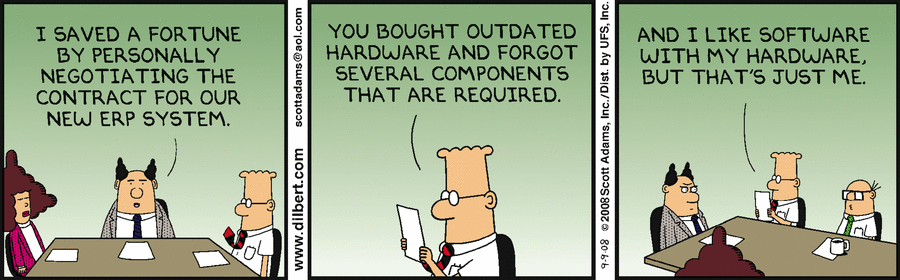 I SAVED A FORTUNE
BY PERSONALLY
NEGOTIATING THE
CONTRACT FOR OUR
NEW ERP SYSTEM.
www.dilbert.com
scottadams@aol.com
YOU BOUGHT OUTDATED
HARDWARE AND FORGOT
SEVERAL COMPONENTS
THAT ARE REQUIRED.
9-9-08 © 2008 Scott Adams, Inc./Dist. by UFS, Inc.
AND I LIKE SOFTWARE
WITH MY HARDWARE,
BUT THAT'S JUST ME.